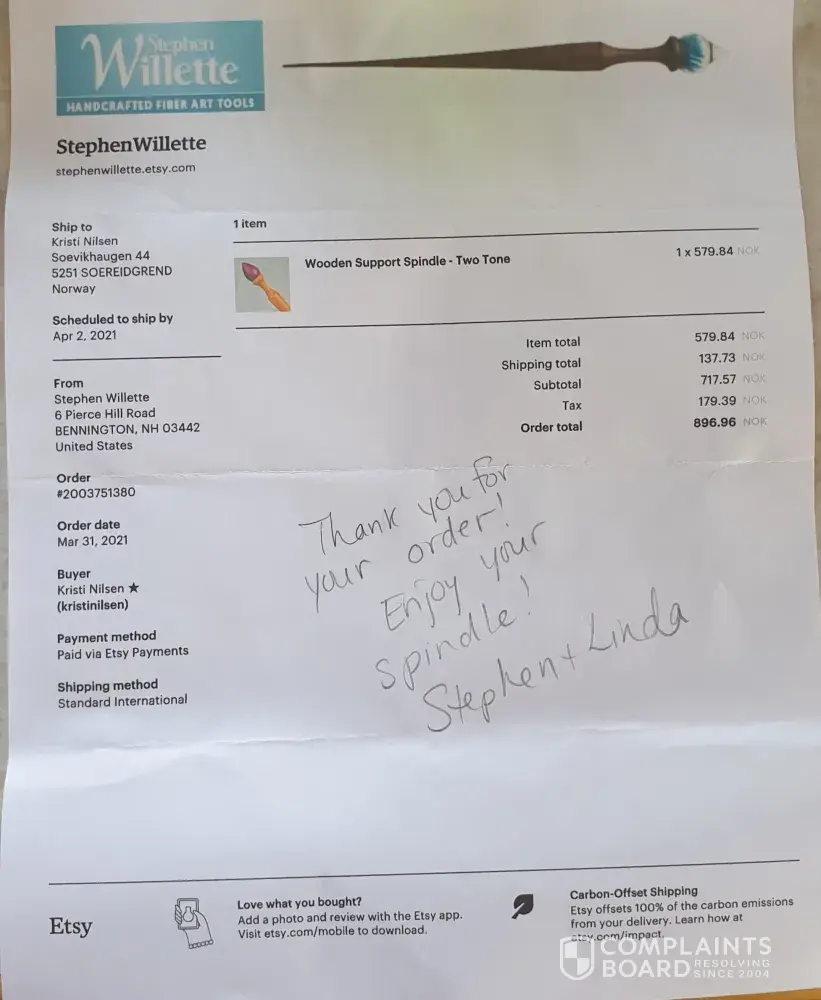 Stephen
Willette
HANDCRAFTED FIBER ART TOOLS
StephenWillette
stephenwillette.etsy.com
Ship to
Kristi Nilsen
Soevikhaugen 44
5251 SOEREIDGREND
Norway
Scheduled to ship by
Apr 2, 2021
From
Stephen Willette
6 Pierce Hill Road
BENNINGTON, NH 03442
United States
Order
#2003751380
Order date
Mar 31, 2021
Buyer
Kristi Nilsen ★
(kristinilsen)
Payment method
Paid via Etsy Payments
Shipping method
Standard International
1 item
Wooden Support Spindle - Two Tone 1 x 579.84 NOK
Item total 579.84 NOK
Shipping total 137.73 NOK
Subtotal 717.57 NOK
Tax 179.39 NOK
Order total 896.96 NOK
Thank you for
your order!
Enjoy your
spindle!
Stephen + Linda
Etsy
Love what you bought?
Add a photo and review with the Etsy app.
Visit etsy.com/mobile to download.
Carbon-Offset Shipping
Etsy offsets 100% of the carbon emissions
from your delivery. Learn how at
etsy.com/impact.
COMPLAINTS
BOARD RESOLVING
SINCE 2004